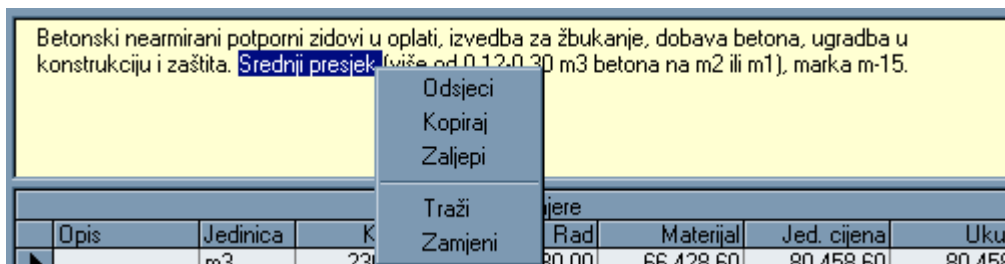 Betonski nearmirani potporni zidovi u oplati, izvedba za žbukanje, dobava betona, ugradba u
konstrukciju i zaštita. Srednji presjek (više od 0,12-0,30 m3 betona na m2 ili m1), marka m-15.
Odsjeci
Kopiraj
Zaljepi
Traži
Zamjeni
Opis Jedinica Rad Materijal Jed. cijena
m3 66.428,60 80.458,60